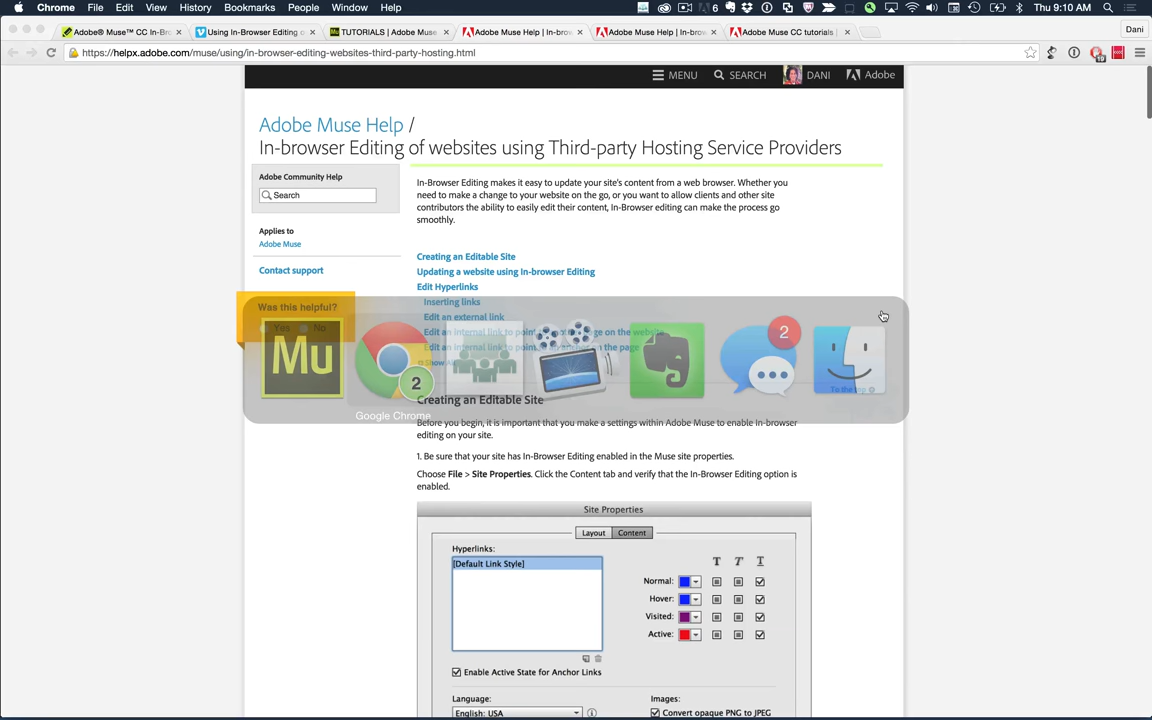 Chrome File Edit View History Bookmarks People Window Help
6
Thu 9:10 AM
Adobe® Muse™ CC In-Bro
Using In-Browser Editing o
TUTORIALS | Adobe Muse
Adobe Muse Help | In-brow
Adobe Muse Help | In-brow
Adobe Muse CC tutorials |
Dani
https://helpx.adobe.com/muse/using/in-browser-editing-websites-third-party-hosting.html
MENU SEARCH DANI Adobe
Adobe Muse Help /
In-browser Editing of websites using Third-party Hosting Service Providers
Adobe Community Help
Search
Applies to
Adobe Muse
Contact support
Was this helpful?
Yes No
In-Browser Editing makes it easy to update your site's content from a web browser. Whether you
need to make a change to your website on the go, or you want to allow clients and other site
contributors the ability to easily edit their content, In-Browser editing can make the process go
smoothly.
Creating an Editable Site
Updating a website using In-browser Editing
Edit Hyperlinks
Inserting links
Edit an external link
Mu
2
2
Google Chrome
To the top
Creating an Editable Site
Before you begin, it is important that you make a settings within Adobe Muse to enable In-browser
editing on your site.
1. Be sure that your site has In-Browser Editing enabled in the Muse site properties.
Choose File > Site Properties. Click the Content tab and verify that the In-Browser Editing option is
enabled.
Site Properties
Layout Content
Hyperlinks:
[Default Link Style]
T T T
Normal:
Hover:
Visited:
Active:
Enable Active State for Anchor Links
Language:
English: USA
Images:
Convert opaque PNG to JPEG